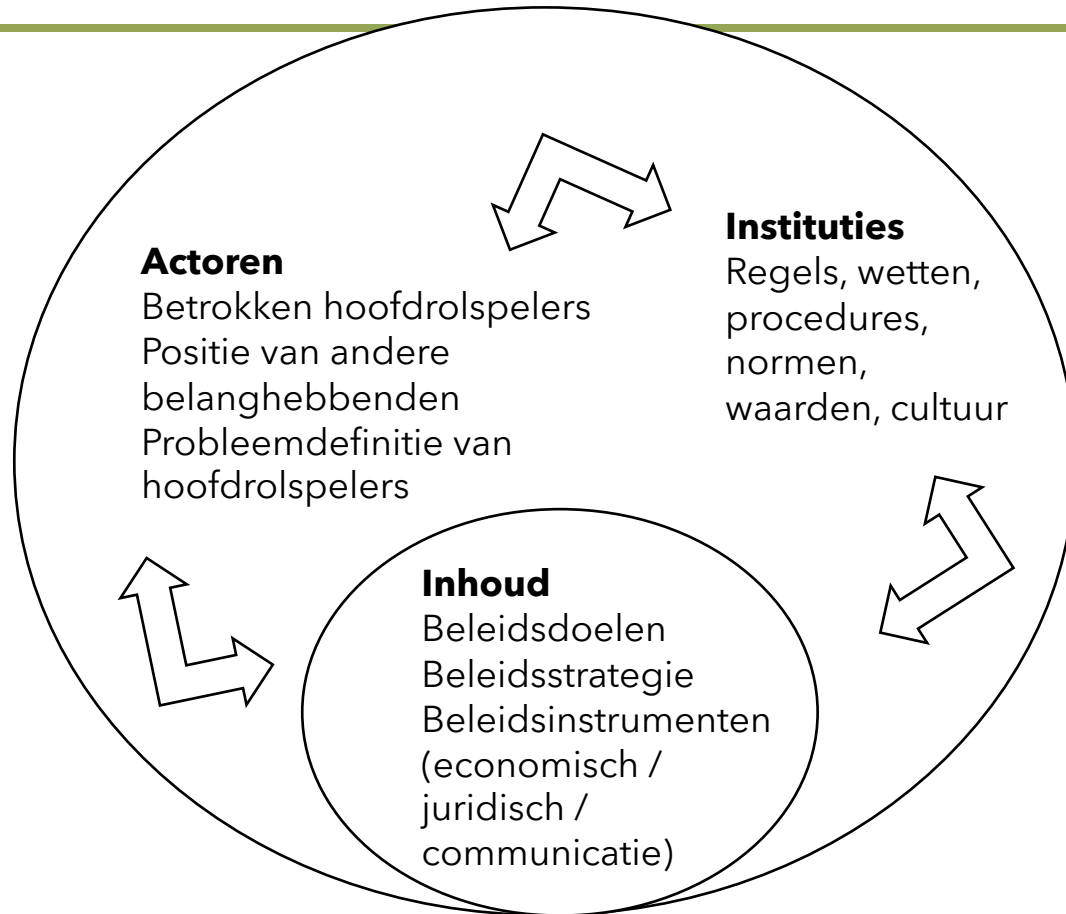 Actoren
Betrokken hoofdrolspelers
Positie van andere
belanghebbenden
Probleemdefinitie van
hoofdrolspelers
Instituties
Regels, wetten,
procedures,
normen,
waarden, cultuur
Inhoud
Beleidsdoelen
Beleidsstrategie
Beleidsinstrumenten
(economisch /
juridisch /
communicatie)